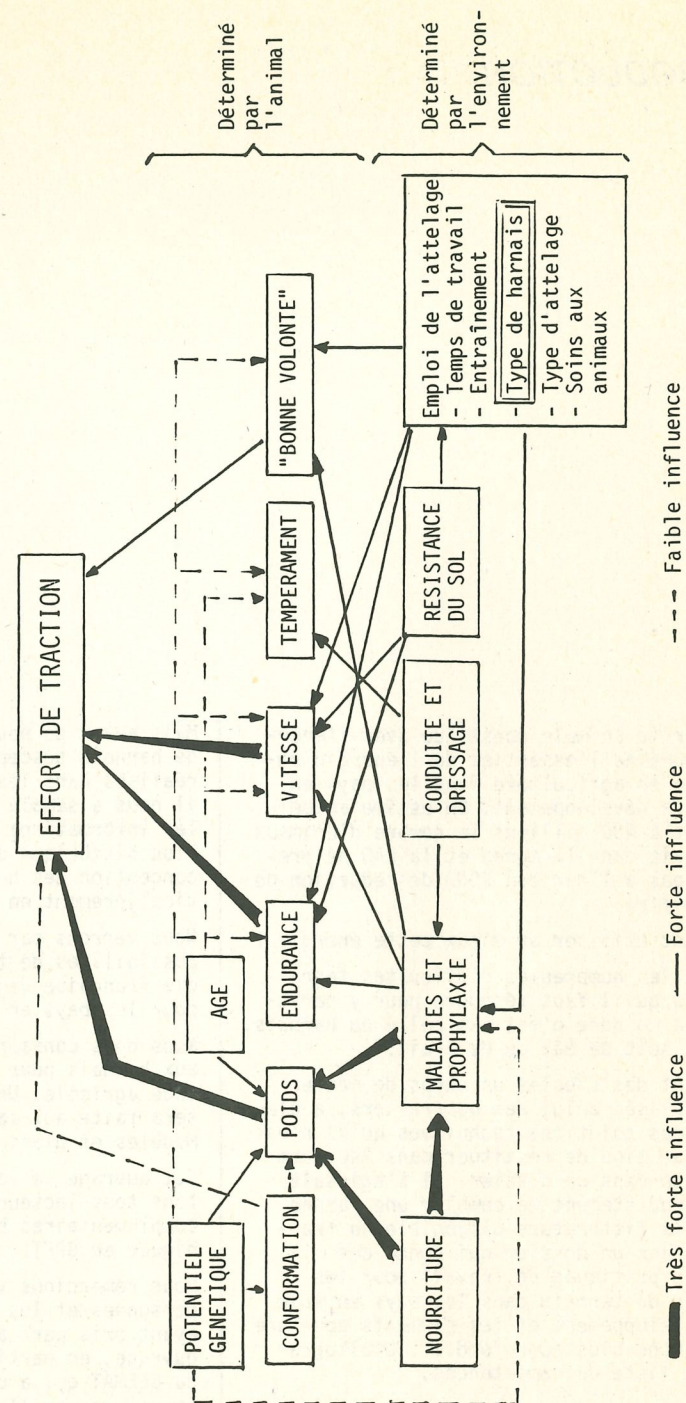 EFFORT DE TRACTION
Déterminé
par
l'animal
POTENTIEL
GENETIQUE
AGE
CONFORMATION
POIDS
ENDURANCE
VITESSE
TEMPERAMENT
"BONNE VOLONTE"
Déterminé
par
l'environ-
nement
NOURRITURE
MALADIES ET
PROPHYLAXIE
CONDUITE ET
DRESSAGE
RESISTANCE
DU SOL
Emploi de l'attelage
- Temps de travail
- Entraînement
- Type de harnais
- Type d'attelage
- Soins aux
animaux
Très forte influence
Forte influence
Faible influence